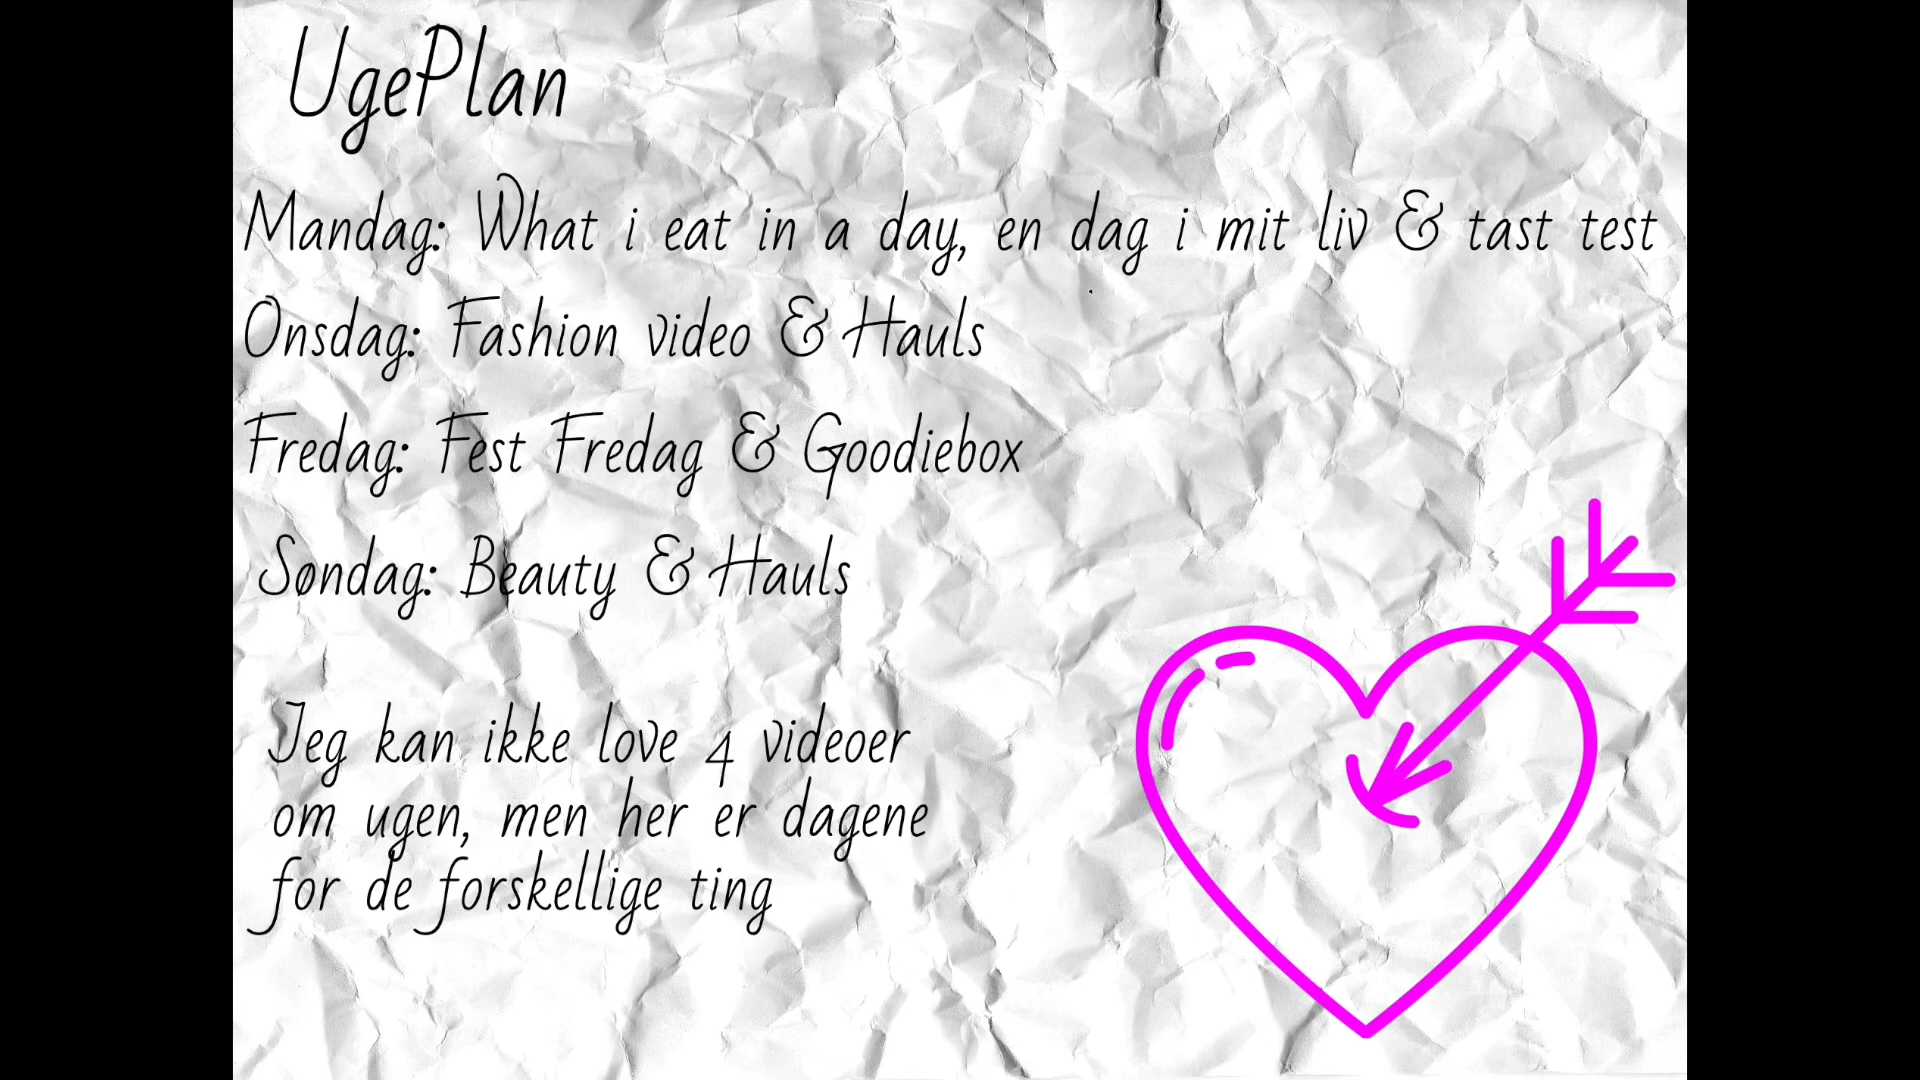 UgePlan
Mandag: What i eat in a day, en dag i mit liv & tast test
Onsdag: Fashion video & Hauls
Fredag: Fest Fredag & Goodiebox
Søndag: Beauty & Hauls
Jeg kan ikke love 4 videoer
om ugen, men her er dagene
for de forskellige ting